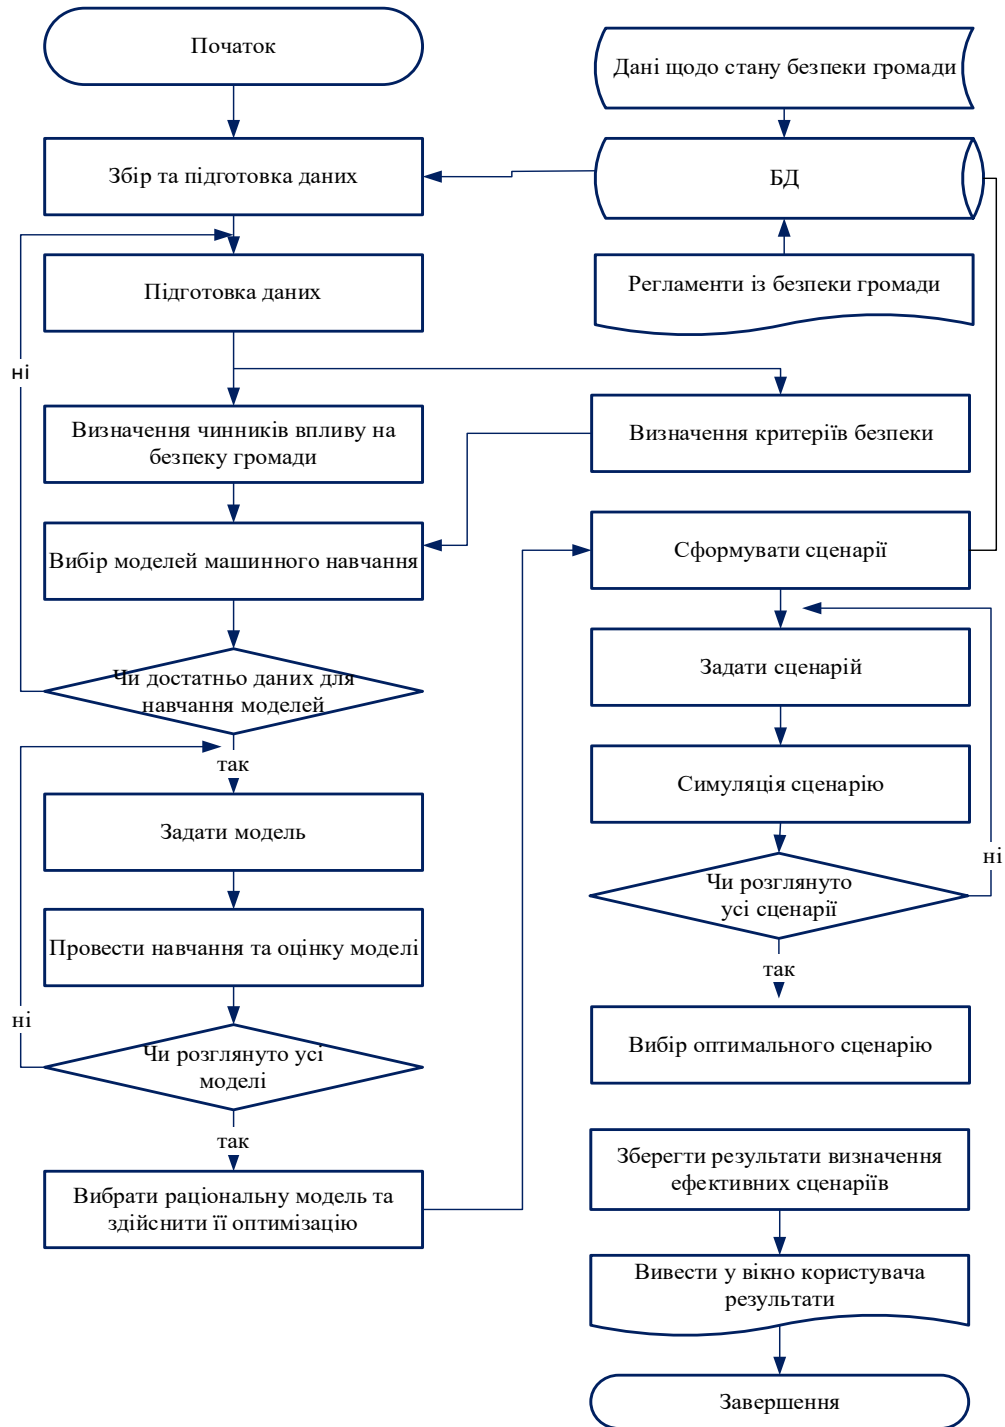 Початок
Збір та підготовка даних
Підготовка даних
ні
Визначення чинників впливу на
безпеку громади
Вибір моделей машинного навчання
Чи достатньо даних для
навчання моделей
так
Задати модель
Провести навчання та оцінку моделі
ні
Чи розглянуто усі
моделі
так
Вибрати раціональну модель та
здійснити її оптимізацію
Дані щодо стану безпеки громади
БД
Регламенти із безпеки громади
Визначення критеріїв безпеки
Сформувати сценарії
Задати сценарій
Симуляція сценарію
ні
Чи розглянуто
усі сценарії
так
Вибір оптимального сценарію
Зберегти результати визначення
ефективних сценаріїв
Вивести у вікно користувача
результати
Завершення